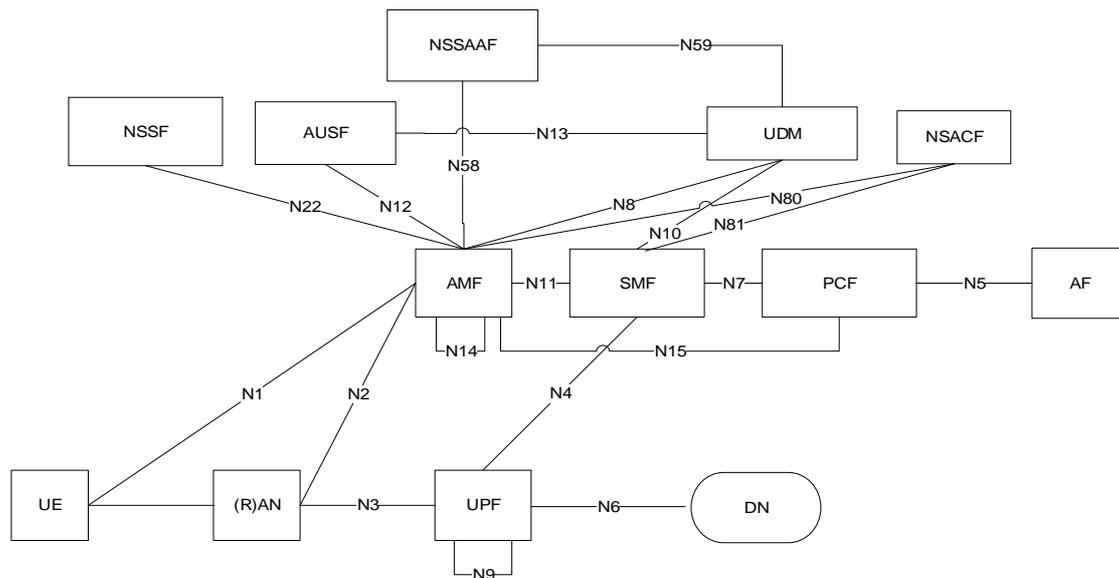 NSSAAF
N59
NSSF
AUSF
N13
UDM
NSACF
N58
N22
N12
N8
N80
N10
N81
AMF
N11
SMF
N7
PCF
N5
AF
N14
N15
N1
N2
N4
UE
(R)AN
N3
UPF
N6
DN
N9